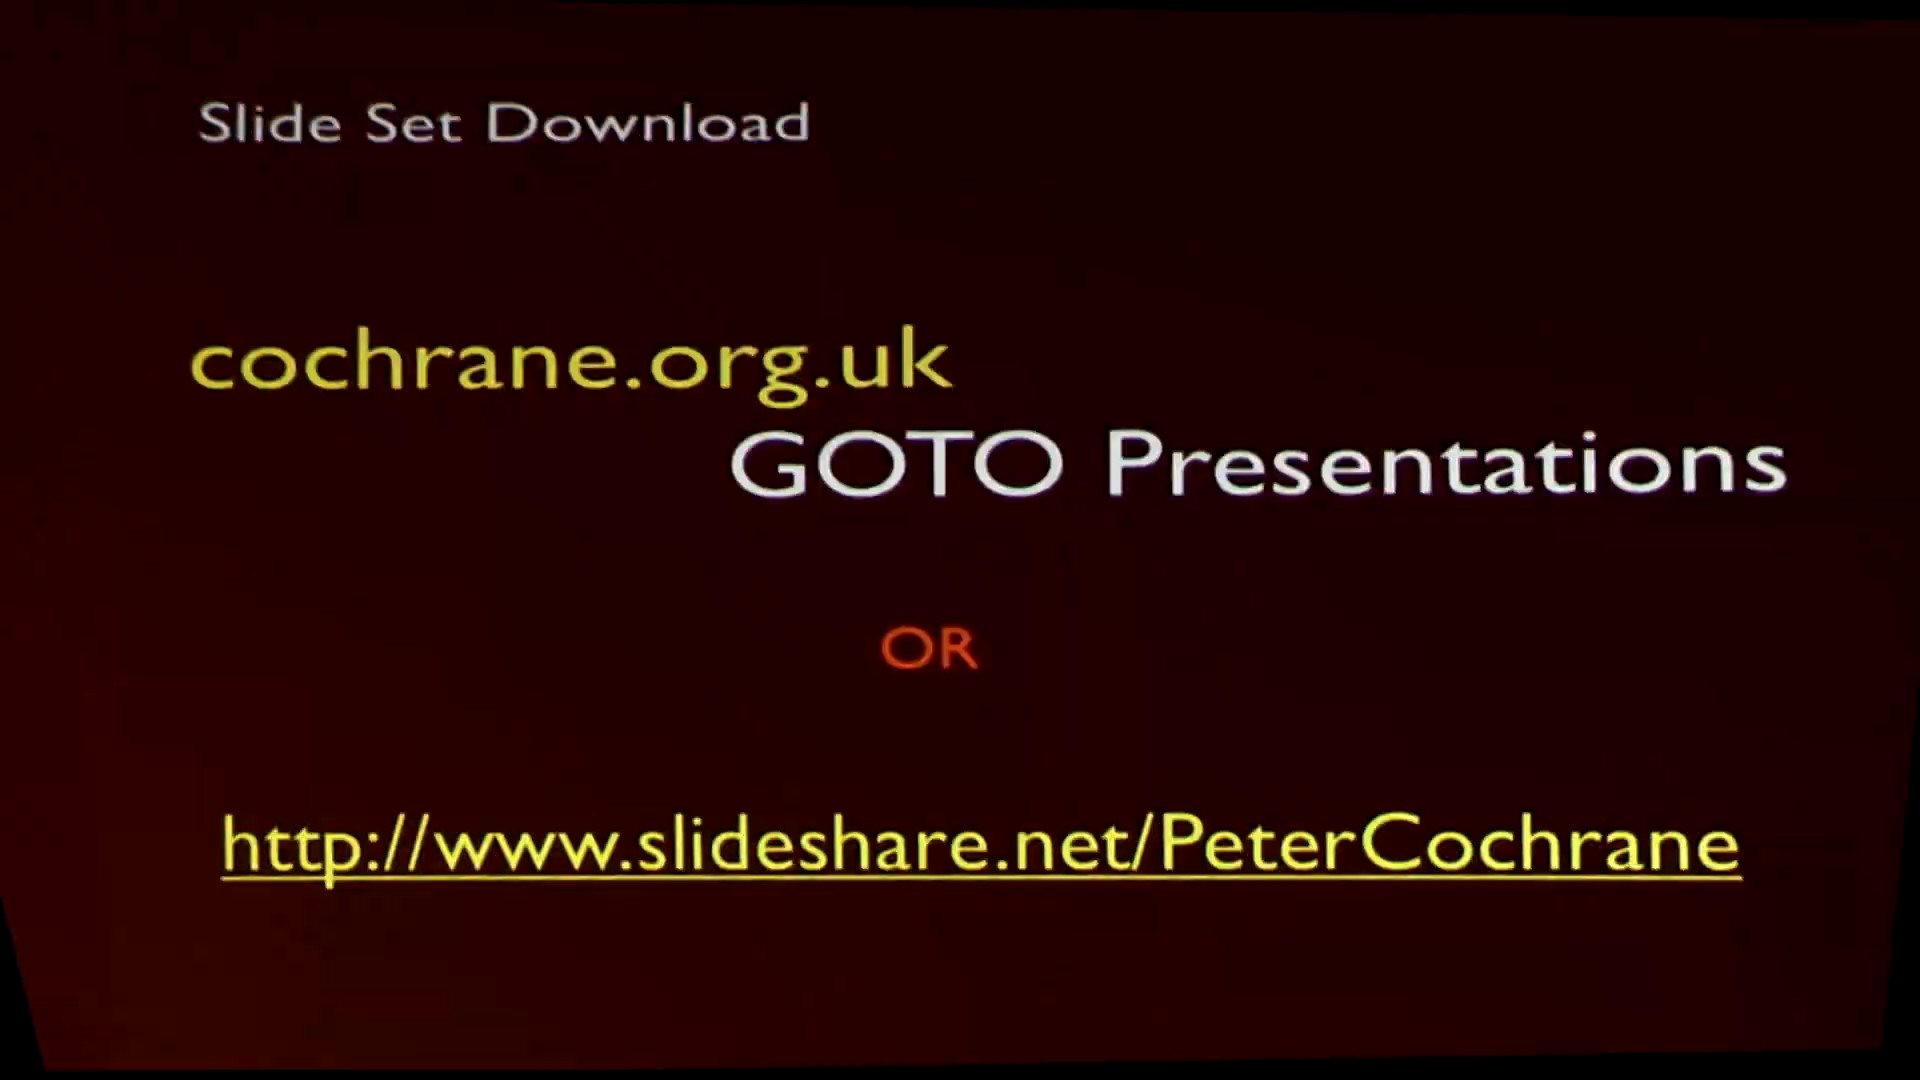 Slide Set Download
cochrane.org.uk
GOTO Presentations
OR
http://www.slideshare.net/PeterCochrane